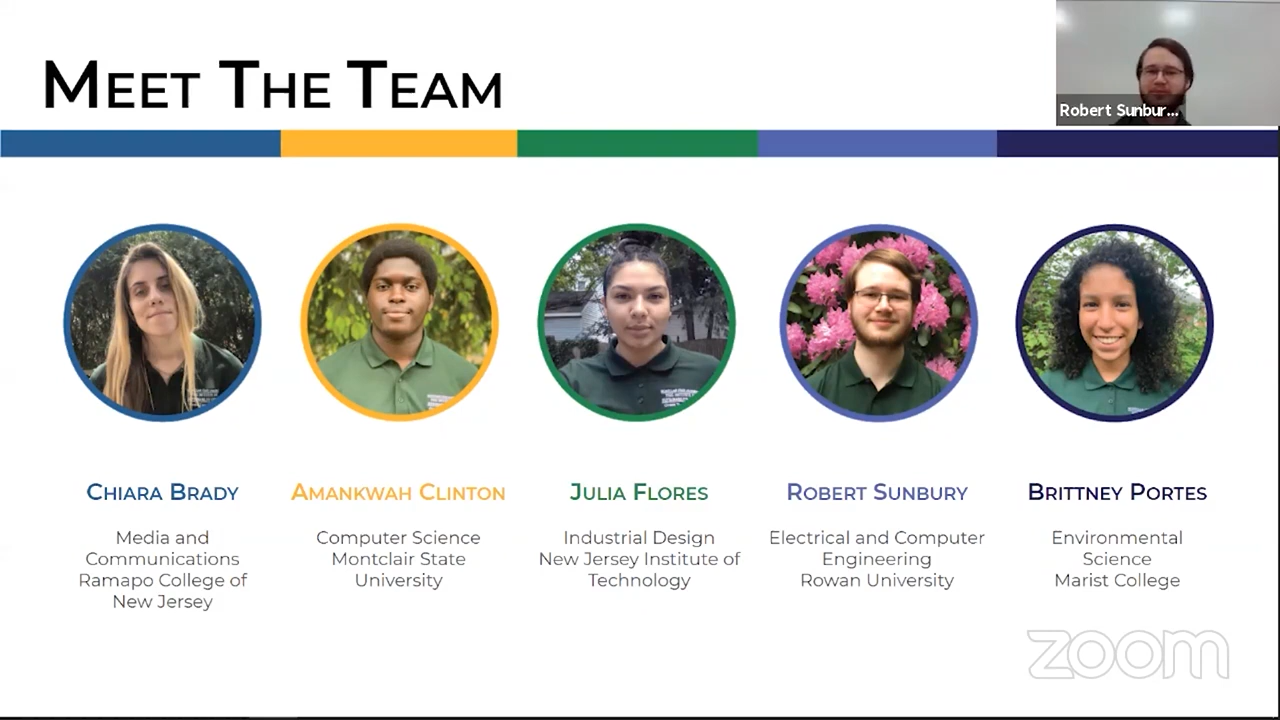 Meet The Team
Robert Sunbur...
Chiara Brady
Media and
Communications
Ramapo College of
New Jersey
Amankwah Clinton
Computer Science
Montclair State
University
Julia Flores
Industrial Design
New Jersey Institute of
Technology
Robert Sunbury
Electrical and Computer
Engineering
Rowan University
Brittney Portes
Environmental
Science
Marist College
zoom